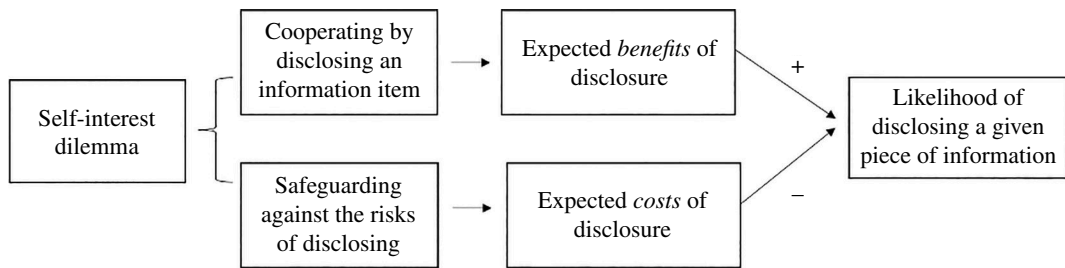 Self-interest
dilemma
Cooperating by
disclosing an
information item
Expected benefits of
disclosure
+
Safeguarding
against the risks
of disclosing
Expected costs of
disclosure
−
Likelihood of
disclosing a given
piece of information